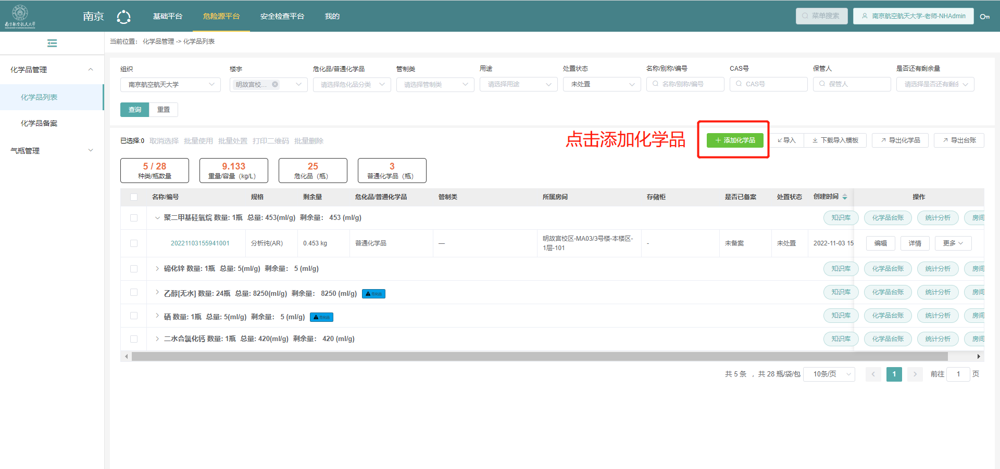 南京航空航天大学
南京
基础平台
危险源平台
安全检查平台
我的
菜单搜索
南京航空航天大学-老师-NHAdmin
当前位置： 化学品管理 -> 化学品列表
化学品管理
化学品列表
化学品备案
气瓶管理
组织
楼宇
危化品/普通化学品
管制类
用途
处置状态
名称/别称/编号
CAS号
保管人
是否还有剩余量
南京航空航天大学
明故宫校...
请选择危化品分类
请选择管制类
请选择用途
未处置
名称/别称/编号
CAS号
保管人
请选择是否还有剩余
查询
重置
已选择:0 取消选择 批量使用 批量处置 打印二维码 批量删除
点击添加化学品
添加化学品
导入
下载导入模板
导出化学品
导出台账
5 / 28
种类/瓶数量
9.133
重量/容量（kg/L）
25
危化品（瓶）
3
普通化学品（瓶）
名称/编号 规格 剩余量 危化品/普通化学品 管制类 所属房间 存储柜 是否已备案 处置状态 创建时间 操作
聚二甲基硅氧烷 数量: 1瓶 总量: 453(ml/g) 剩余量： 453 (ml/g) 知识库 化学品台账 统计分析 房间
20221103155941001 分析纯(AR) 0.453 kg 普通化学品 — 明故宫校区-MA03/3号楼-本楼区-
1层-101
- 未备案 未处置 2022-11-03 15 编辑 详情 更多
碲化锌 数量: 1瓶 总量: 5(ml/g) 剩余量： 5 (ml/g) 知识库 化学品台账 统计分析 房间
乙醇[无水] 数量: 24瓶 总量: 8250(ml/g) 剩余量： 8250 (ml/g) 危化品 知识库 化学品台账 统计分析 房间
硒 数量: 1瓶 总量: 5(ml/g) 剩余量： 5 (ml/g) 危化品 知识库 化学品台账 统计分析 房间
二水合氯化钙 数量: 1瓶 总量: 420(ml/g) 剩余量： 420 (ml/g) 知识库 化学品台账 统计分析 房间
共 5 条 ，共 28 瓶/袋/包 10条/页 1 前往 1 页